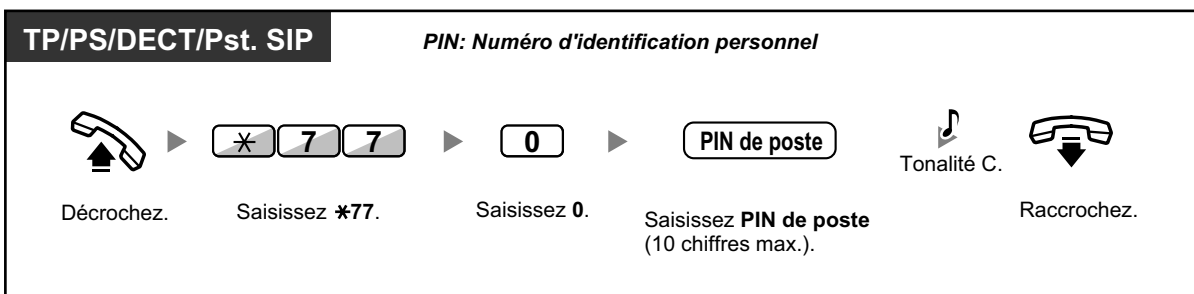 TP/PS/DECT/Pst. SIP
PIN: Numéro d'identification personnel
* 7 7
0
PIN de poste
Tonalité C.
Décrochez.
Saisissez *77.
Saisissez 0.
Saisissez PIN de poste
(10 chiffres max.).
Raccrochez.